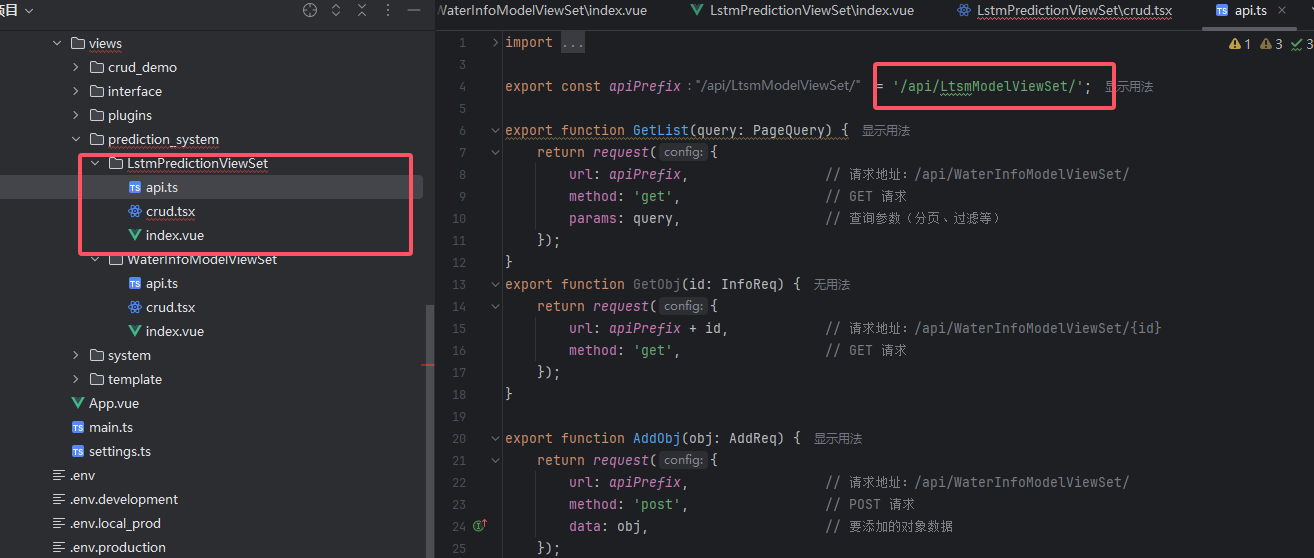 项目
views
crud_demo
interface
plugins
prediction_system
LstmPredictionViewSet
TS api.ts
crud.tsx
index.vue
WaterInfoModelViewSet
TS api.ts
crud.tsx
index.vue
system
template
App.vue
TS main.ts
TS settings.ts
.env
.env.development
.env.local_prod
.env.production
WaterInfoModelViewSet\index.vue LstmPredictionViewSet\index.vue LstmPredictionViewSet\crud.tsx TS api.ts
1 import ... 1 3 3
3
4 export const apiPrefix : "/api/LtsmModelViewSet/" = '/api/LtsmModelViewSet/'; 显示用法
5
6 export function GetList(query: PageQuery) { 显示用法
7 return request( config: {
8 url: apiPrefix, // 请求地址：/api/WaterInfoModelViewSet/
9 method: 'get', // GET 请求
10 params: query, // 查询参数（分页、过滤等）
11 });
12 }
13 export function GetObj(id: InfoReq) { 无用法
14 return request( config: {
15 url: apiPrefix + id, // 请求地址：/api/WaterInfoModelViewSet/{id}
16 method: 'get', // GET 请求
17 });
18 }
19
20 export function AddObj(obj: AddReq) { 显示用法
21 return request( config: {
22 url: apiPrefix, // 请求地址：/api/WaterInfoModelViewSet/
23 method: 'post', // POST 请求
24 data: obj, // 要添加的对象数据
25 });